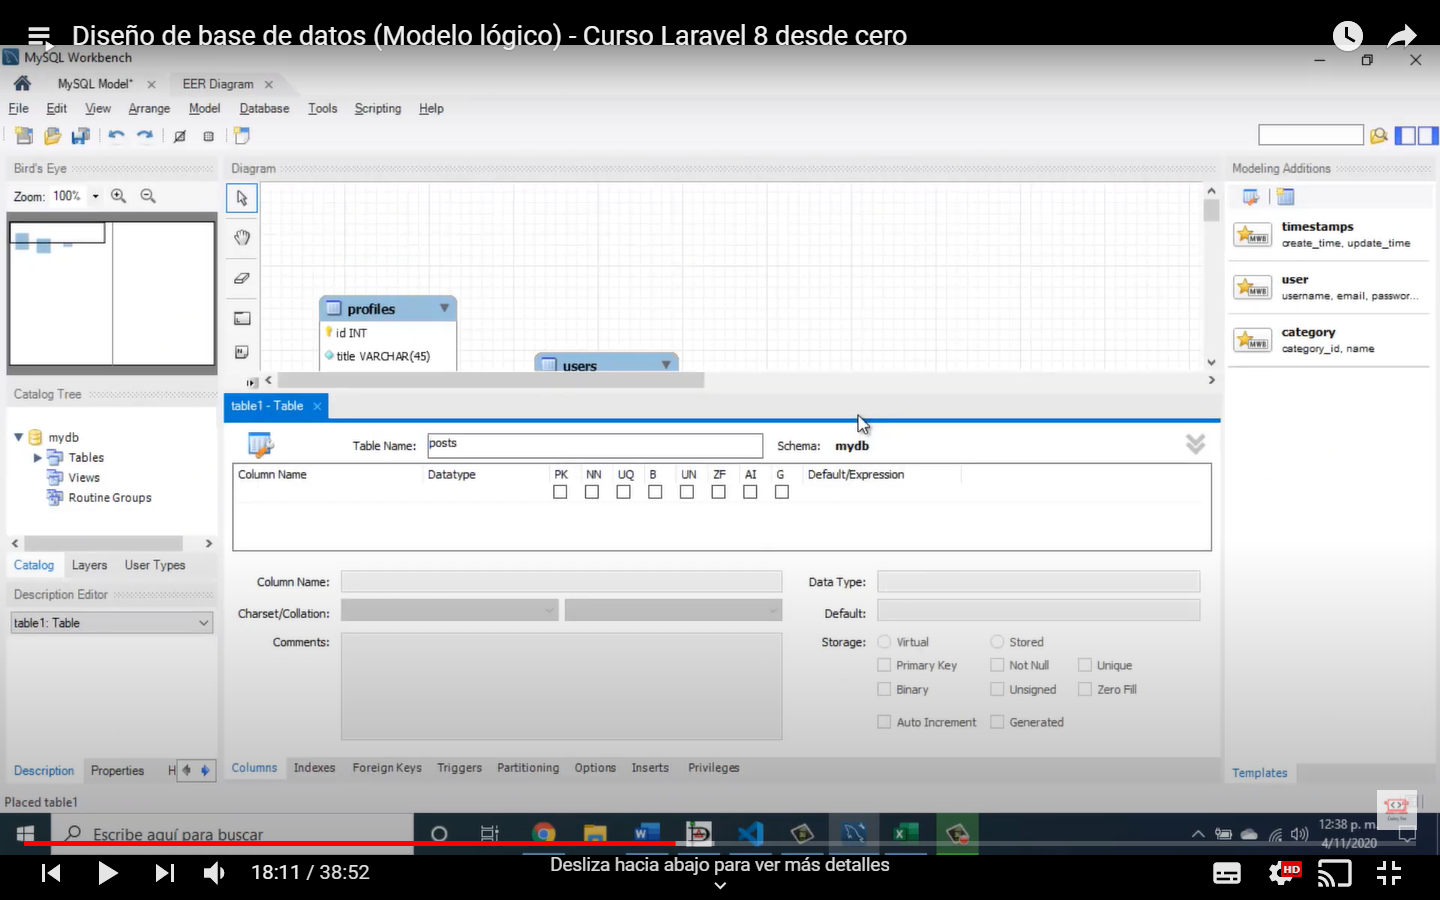 Diseño de base de datos (Modelo lógico) - Curso Laravel 8 desde cero
MySQL Workbench
MySQL Model* × EER Diagram ×
File Edit View Arrange Model Database Tools Scripting Help
Bird's Eye
Zoom: 100%
Diagram
Modeling Additions
timestamps
create_time, update_time
user
username, email, passwor...
category
category_id, name
profiles
id INT
title VARCHAR(45)
users
Catalog Tree
mydb
Tables
Views
Routine Groups
Catalog Layers User Types
Description Editor
table1: Table
Description Properties H
table1 - Table ×
Table Name: posts Schema: mydb
Column Name Datatype PK NN UQ B UN ZF AI G Default/Expression
Column Name: Data Type:
Charset/Collation: Default:
Comments: Storage: Virtual Stored
Primary Key Not Null Unique
Binary Unsigned Zero Fill
Auto Increment Generated
Columns Indexes Foreign Keys Triggers Partitioning Options Inserts Privileges
Templates
Placed table1
Escribe aquí para buscar
12:38 p. m.
4/11/2020
18:11 / 38:52
Desliza hacia abajo para ver más detalles
HD